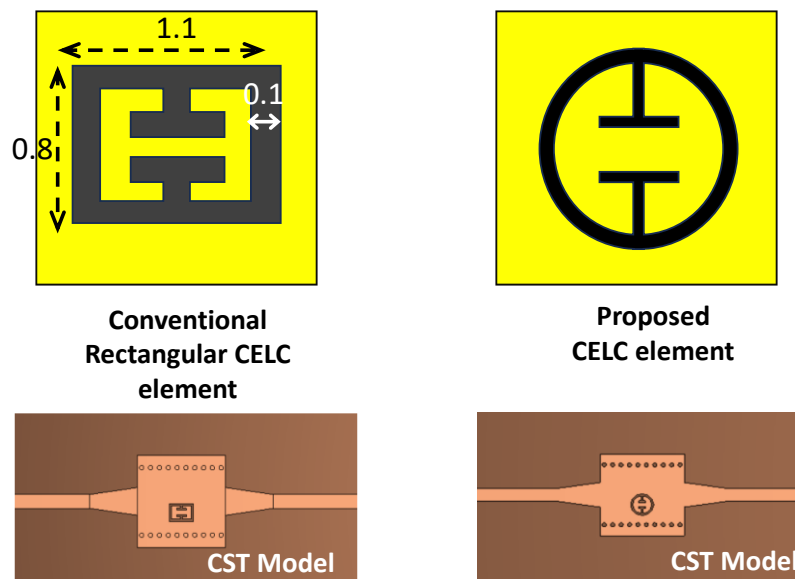 1.1
0.1
0.8
Conventional
Rectangular CELC
element
Proposed
CELC element
CST Model
CST Model